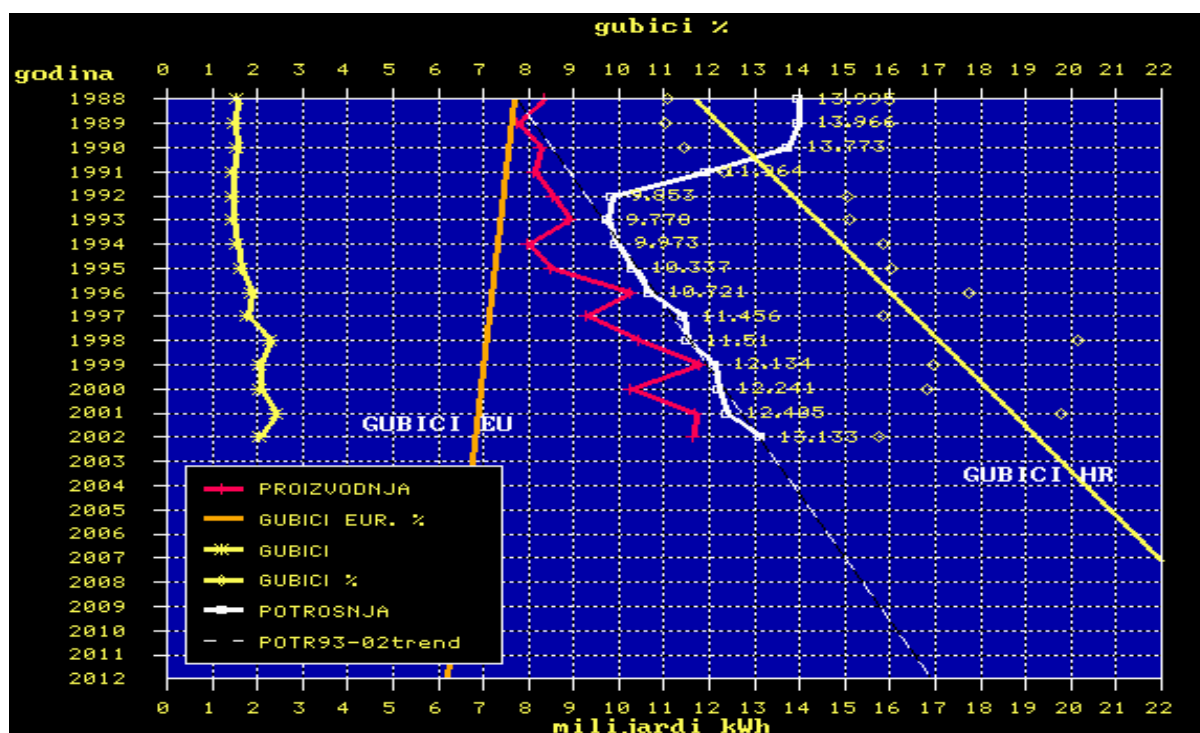 gubici %
godina 0 1 2 3 4 5 6 7 8 9 10 11 12 13 14 15 16 17 18 19 20 21 22
1988 13.995
1989 13.966
1990 13.773
1991 11.964
1992 9.853
1993 9.778
1994 9.973
1995 10.337
1996 10.721
1997 11.456
1998 11.51
1999 12.134
2000 12.241
2001 12.405
GUBICI EU
2002 13.133
2003
GUBICI HR
2004 PROIZVODNJA
2005 GUBICI EUR. %
2006
2007 GUBICI
2008 GUBICI %
2009 POTROSNJA
2010
2011 POTR93-02trend
2012
0 1 2 3 4 5 6 7 8 9 10 11 12 13 14 15 16 17 18 19 20 21 22
milijardi kWh